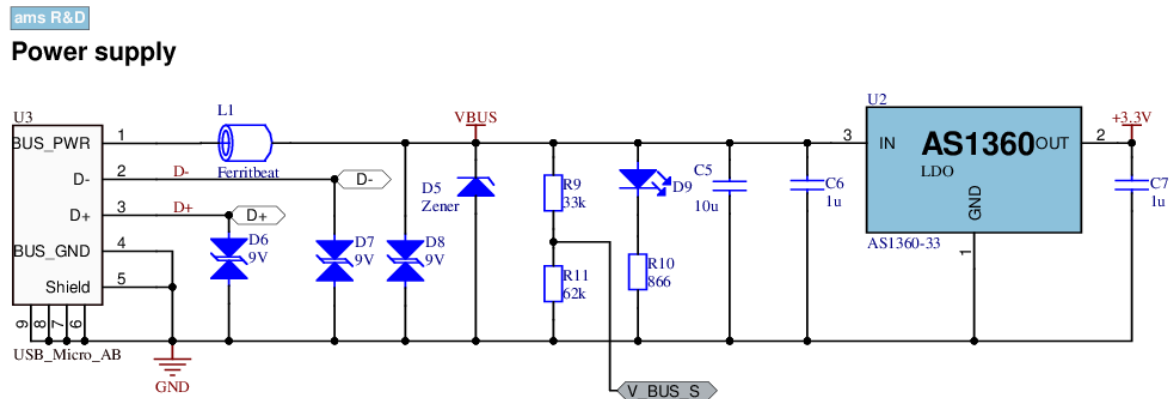 ams R&D
Power supply
U3
BUS_PWR
D-
D+
BUS_GND
Shield
1
2
3
4
5
9
8
7
6
USB_Micro_AB
GND
L1
Ferritbeat
D-
D+
D-
D+
D6
9V
D7
9V
D8
9V
VBUS
D5
Zener
R9
33k
R11
62k
V_BUS_S
D9
R10
866
C5
10u
C6
1u
U2
3
IN
AS1360
OUT
LDO
GND
2
1
AS1360-33
+3.3V
C7
1u